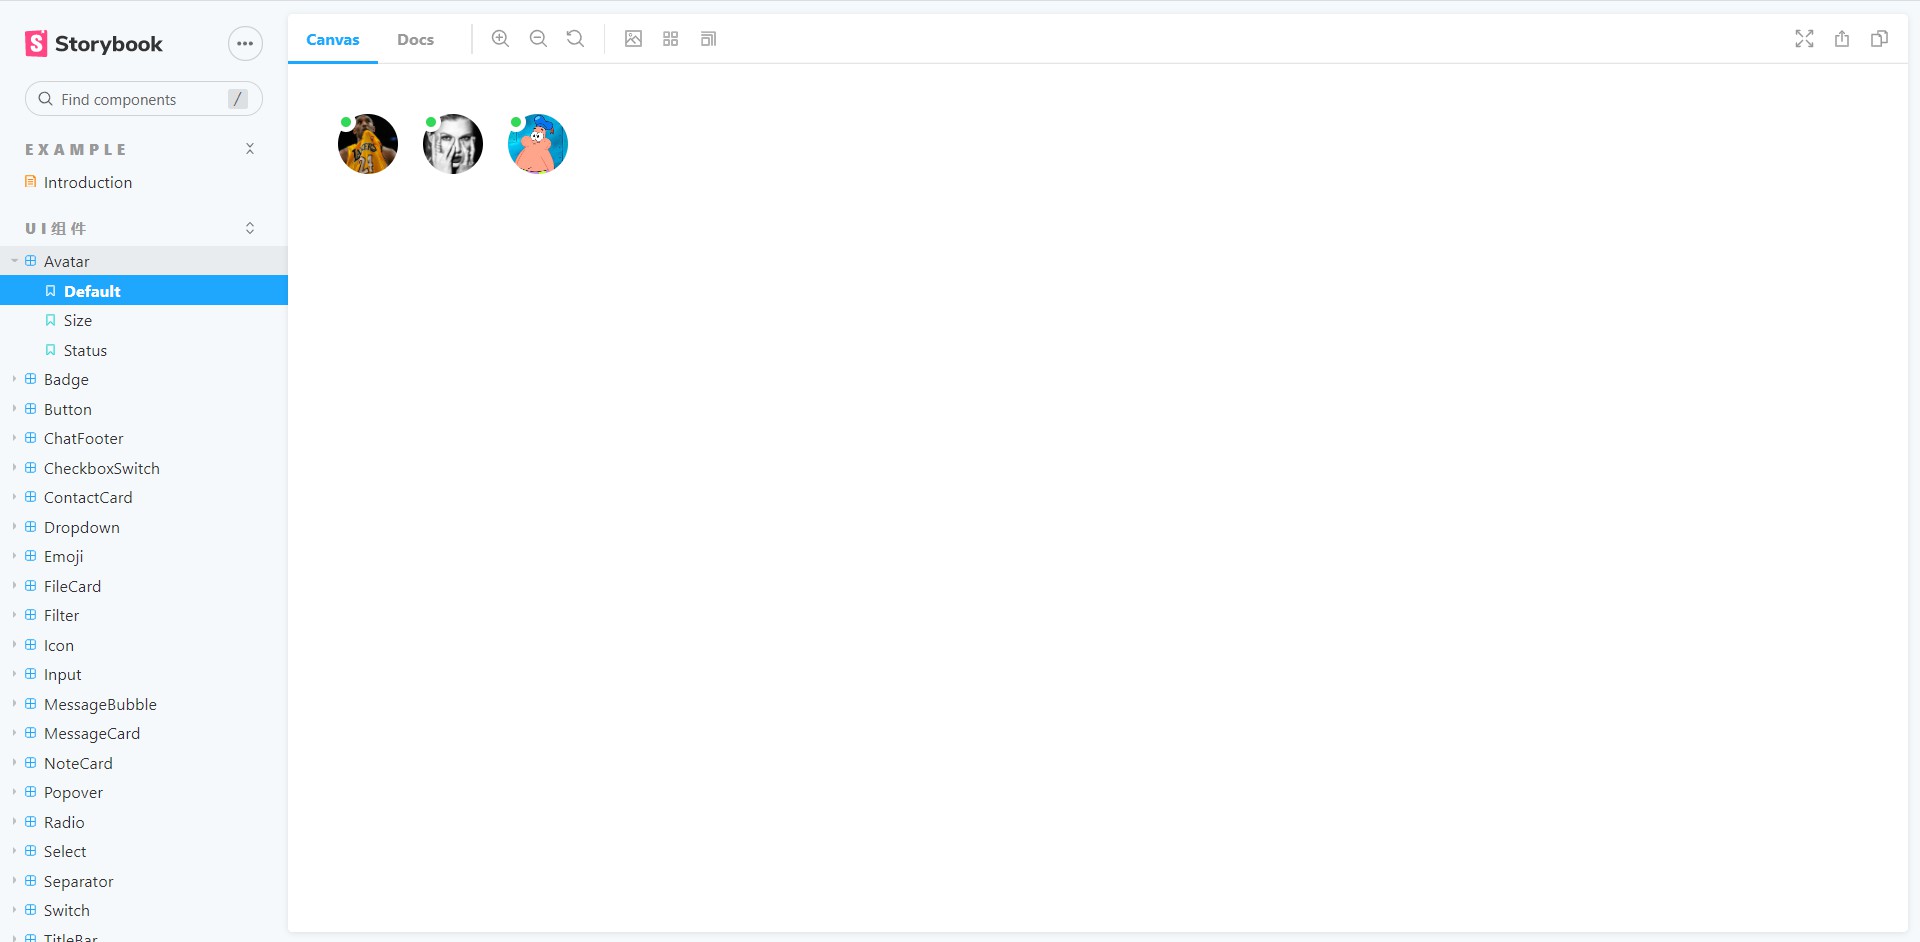 Storybook
Find components /
EXAMPLE
Introduction
UI组件
Avatar
Default
Size
Status
Badge
Button
ChatFooter
CheckboxSwitch
ContactCard
Dropdown
Emoji
FileCard
Filter
Icon
Input
MessageBubble
MessageCard
NoteCard
Popover
Radio
Select
Separator
Switch
TitleBar
Canvas Docs